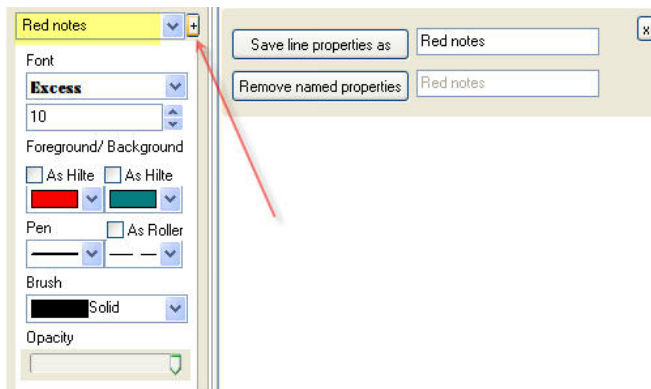 Red notes
+
Font
Excess
10
Foreground/ Background
As Hilte As Hilte
Pen As Roller
Brush
Solid
Opacity
Save line properties as Red notes x
Remove named properties Red notes